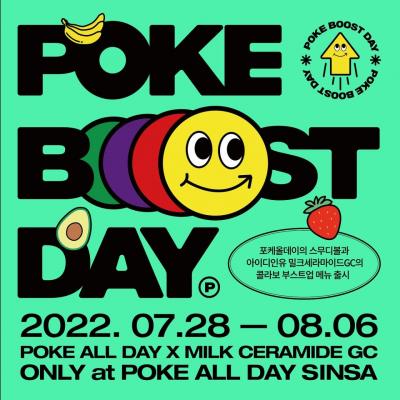 POKE
BOOST
DAY
POKE BOOST DAY * POKE BOOST DAY *
포케올데이의 스무디볼과
아이디인유 밀크세라마이드GC의
콜라보 부스트업 메뉴 출시
P
2022. 07.28 — 08.06
POKE ALL DAY X MILK CERAMIDE GC
ONLY at POKE ALL DAY SINSA